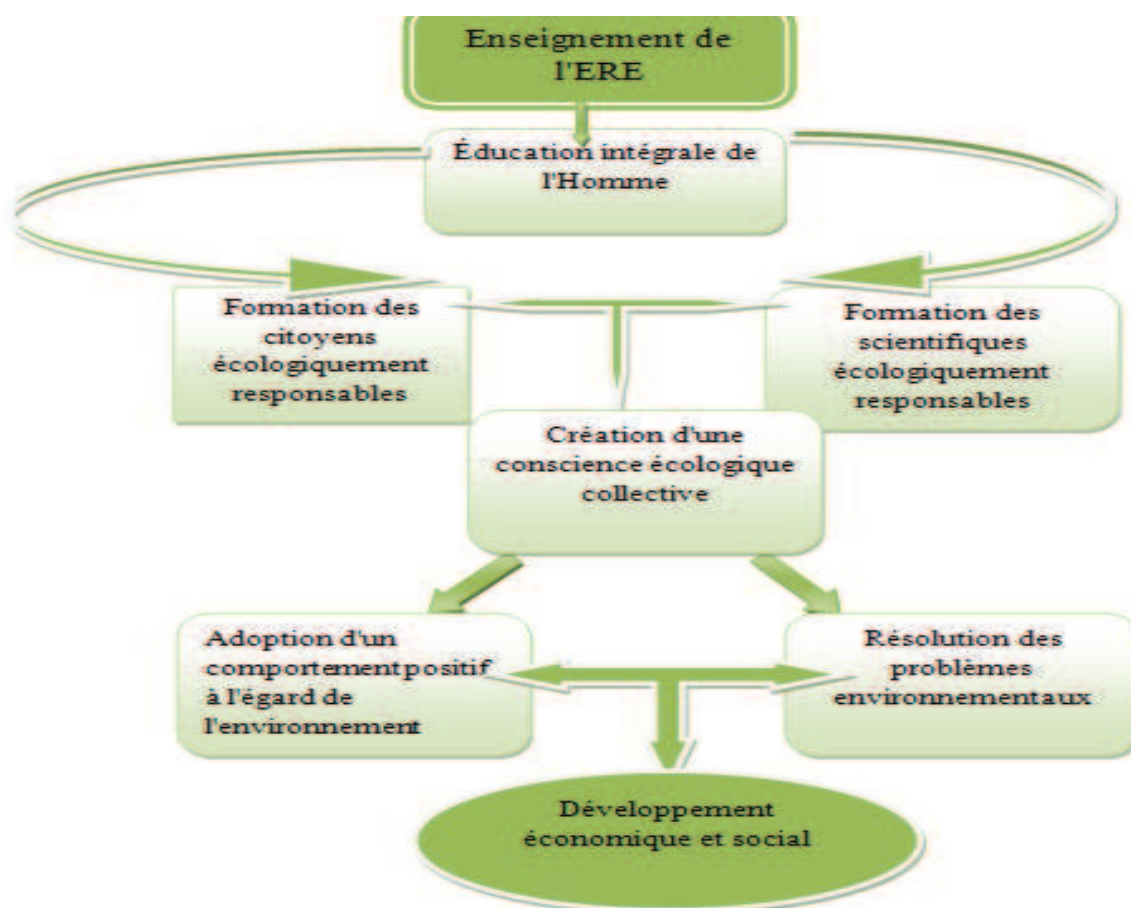 Enseignement de
l'ERE
Éducation intégrale de
l'Homme
Formation des
citoyens
écologiquement
responsables
Formation des
scientifiques
écologiquement
responsables
Création d'une
conscience écologique
collective
Adoption d'un
comportement positif
à l'égard de
l'environnement
Résolution des
problèmes
environnementaux
Développement
économique et social